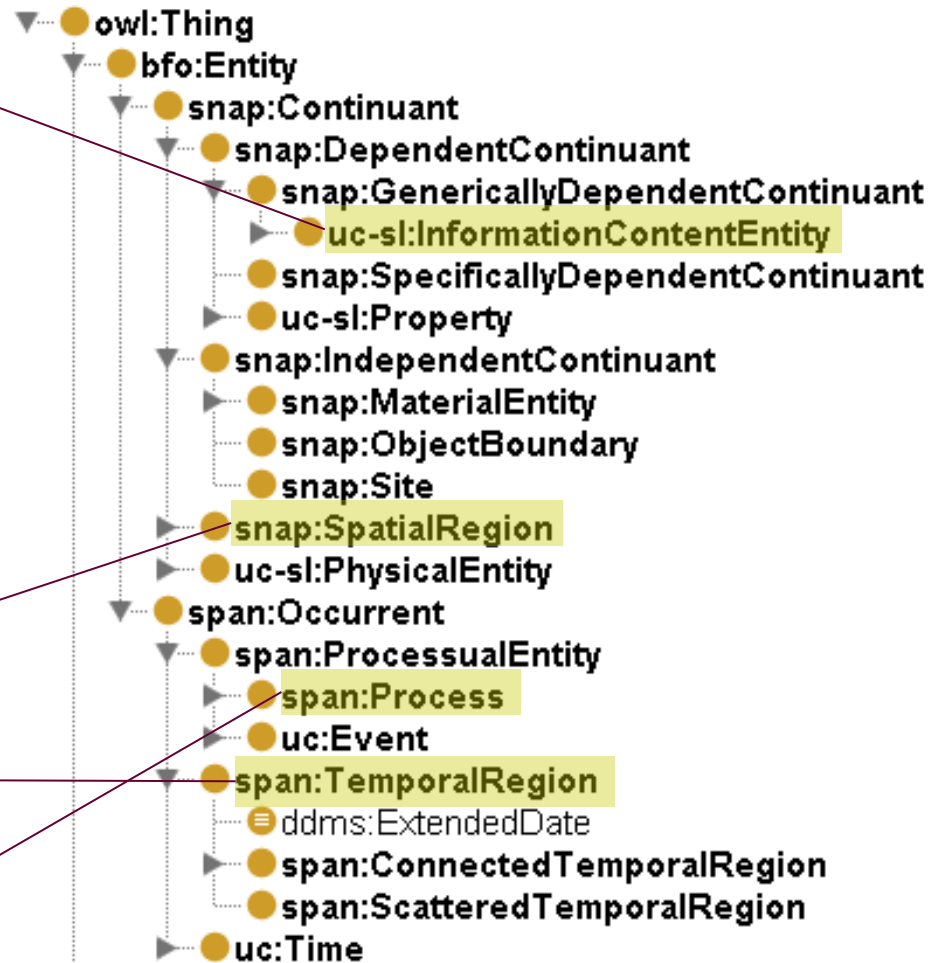 owl:Thing
bfo:Entity
snap:Continuant
snap:DependentContinuant
snap:GenericallyDependentContinuant
uc-sl:InformationContentEntity
snap:SpecificallyDependentContinuant
uc-sl:Property
snap:IndependentContinuant
snap:MaterialEntity
snap:ObjectBoundary
snap:Site
snap:SpatialRegion
uc-sl:PhysicalEntity
span:Occurrent
span:ProcessualEntity
span:Process
uc:Event
span:TemporalRegion
ddms:ExtendedDate
span:ConnectedTemporalRegion
span:ScatteredTemporalRegion
uc:Time